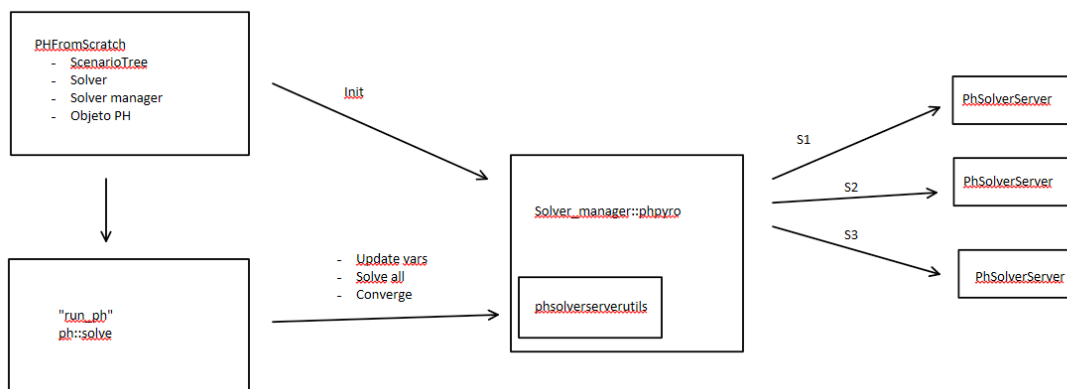 PHFromScratch
- ScenarioTree
- Solver
- Solver manager
- Objeto PH
Init
"run_ph"
ph::solve
- Update vars
- Solve all
- Converge
Solver_manager::phpyro
phsolverserverutils
S1
S2
S3
PhSolverServer
PhSolverServer
PhSolverServer